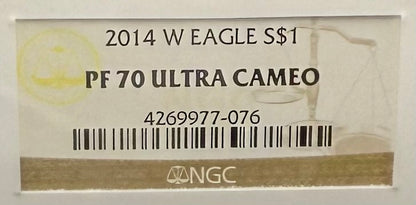 2014 W EAGLE S$1
PF 70 ULTRA CAMEO
4269977-076
NGC